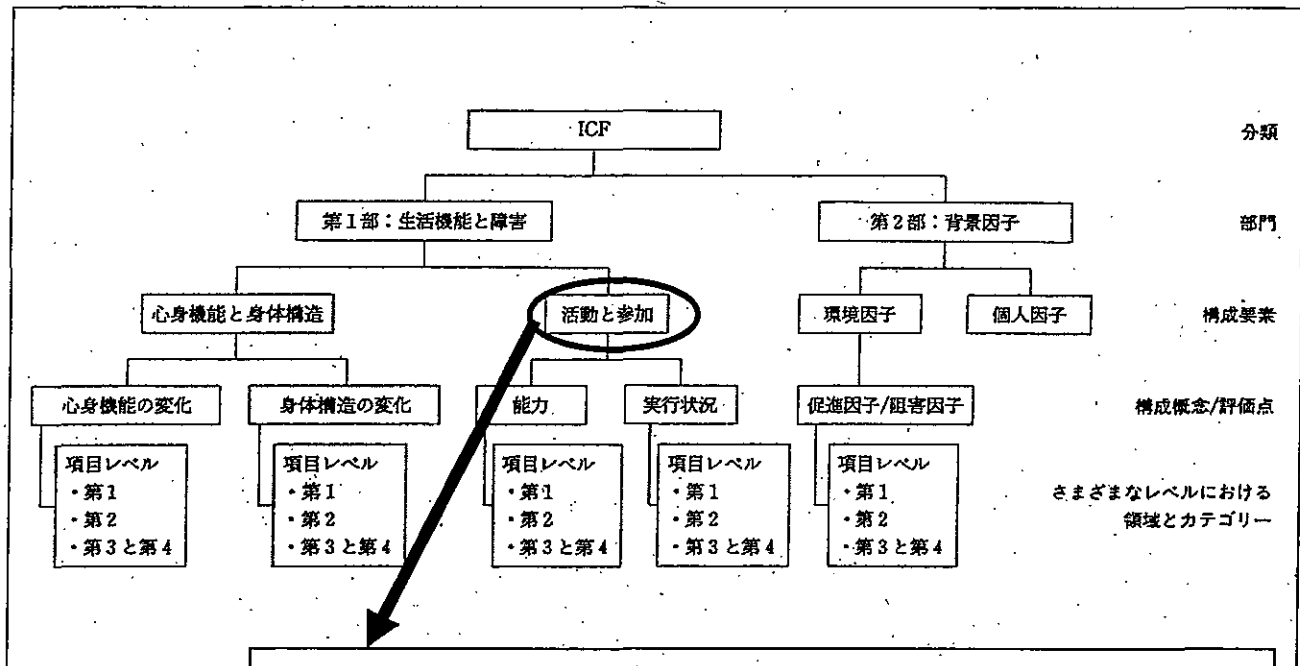 ICF
分類
第1部：生活機能と障害
第2部：背景因子
部門
心身機能と身体構造
活動と参加
環境因子
個人因子
構成要素
心身機能の変化
身体構造の変化
能力
実行状況
促進因子/阻害因子
構成概念/評価点
項目レベル
・第1
・第2
・第3と第4
項目レベル
・第1
・第2
・第3と第4
項目レベル
・第1
・第2
・第3と第4
項目レベル
・第1
・第2
・第3と第4
項目レベル
・第1
・第2
・第3と第4
さまざまなレベルにおける
領域とカテゴリー